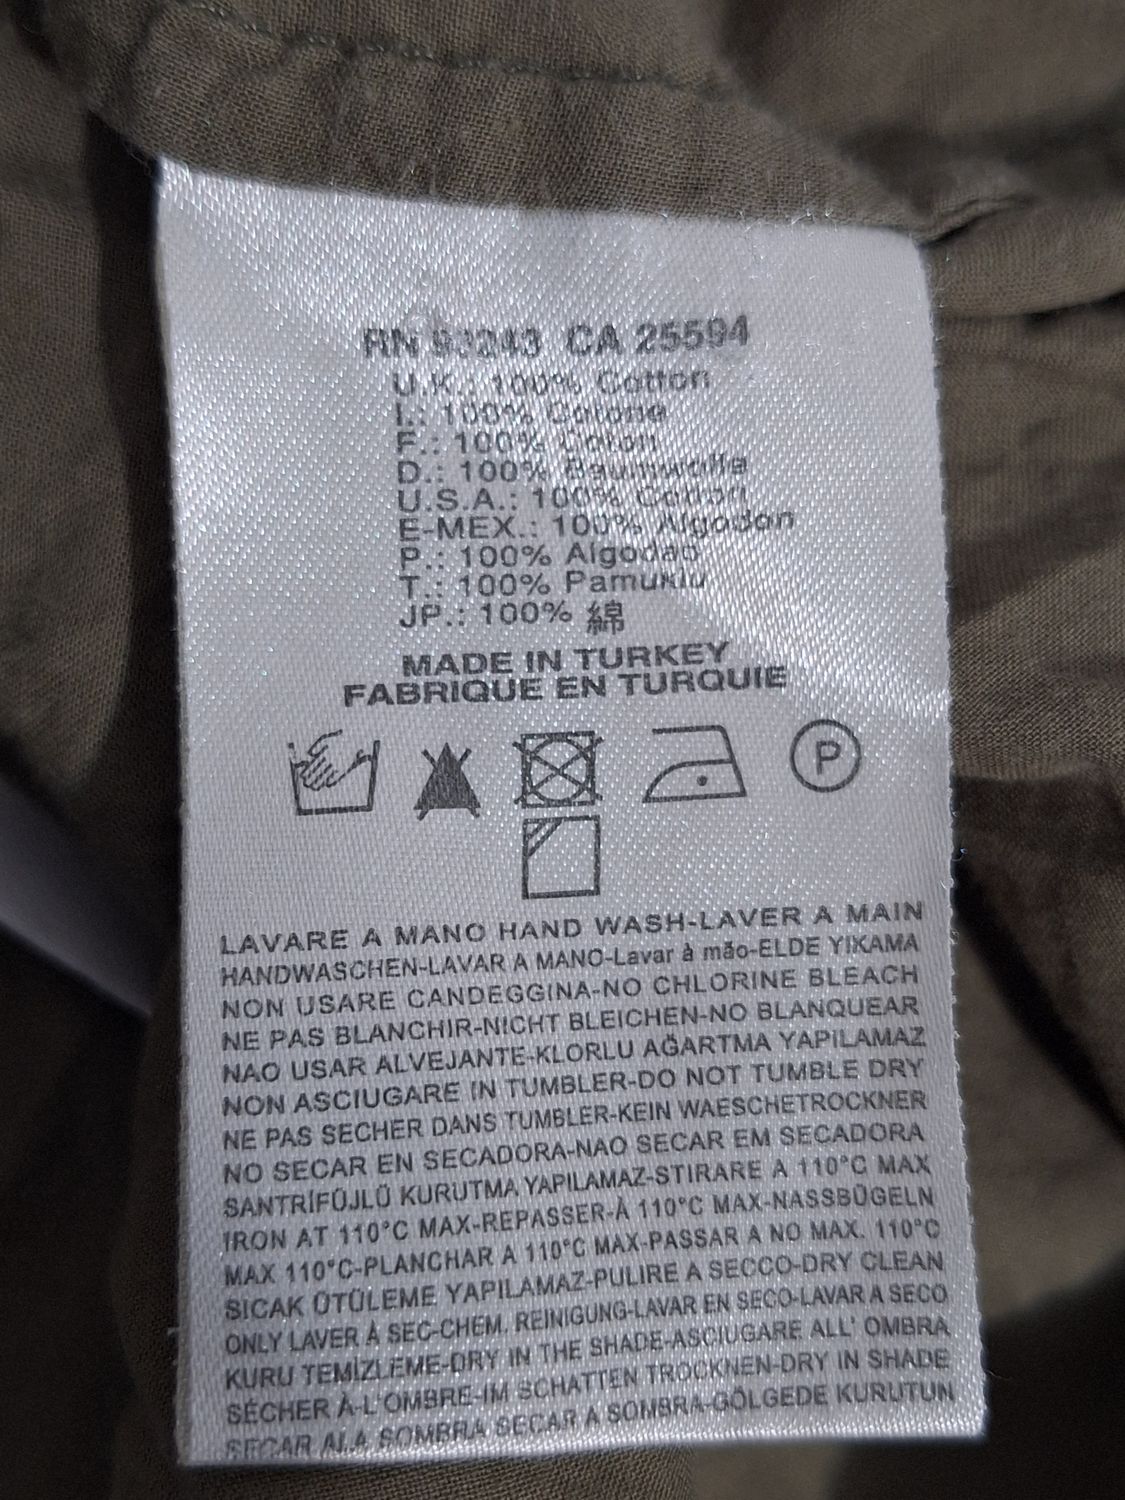 RN 93243 CA 25594
U.K.: 100% Cotton
I.: 100% Cotone
F.: 100% Coton
D.: 100% Baumwolle
U.S.A.: 100% Cotton
E-MEX.: 100% Algodon
P.: 100% Algodao
T.: 100% Pamuklu
JP.: 100% 綿
MADE IN TURKEY
FABRIQUE EN TURQUIE
P
LAVARE A MANO HAND WASH-LAVER A MAIN
HANDWASCHEN-LAVAR A MANO-Lavar à mão-ELDE YIKAMA
NON USARE CANDEGGINA-NO CHLORINE BLEACH
NE PAS BLANCHIR-NICHT BLEICHEN-NO BLANQUEAR
NAO USAR ALVEJANTE-KLORLU AĞARTMA YAPILAMAZ
NON ASCIUGARE IN TUMBLER-DO NOT TUMBLE DRY
NE PAS SECHER DANS TUMBLER-KEIN WAESCHETROCKNER
NO SECAR EN SECADORA-NAO SECAR EM SECADORA
SANTRİFÜJLÜ KURUTMA YAPILAMAZ-STIRARE A 110°C MAX
IRON AT 110°C MAX-REPASSER-À 110°C MAX-NASSBÜGELN
MAX 110°C-PLANCHAR A 110°C MAX-PASSAR A NO MAX. 110°C
SICAK ÜTÜLEME YAPILAMAZ-PULIRE A SECCO-DRY CLEAN
ONLY LAVER À SEC-CHEM. REINIGUNG-LAVAR EN SECO-LAVAR A SECO
KURU TEMİZLEME-DRY IN THE SHADE-ASCIUGARE ALL' OMBRA
SÉCHER À-L'OMBRE-IM SCHATTEN TROCKNEN-DRY IN SHADE
SECAR ALA SOMBRA SECAR A SOMBRA-GÖLGEDE KURUTUN